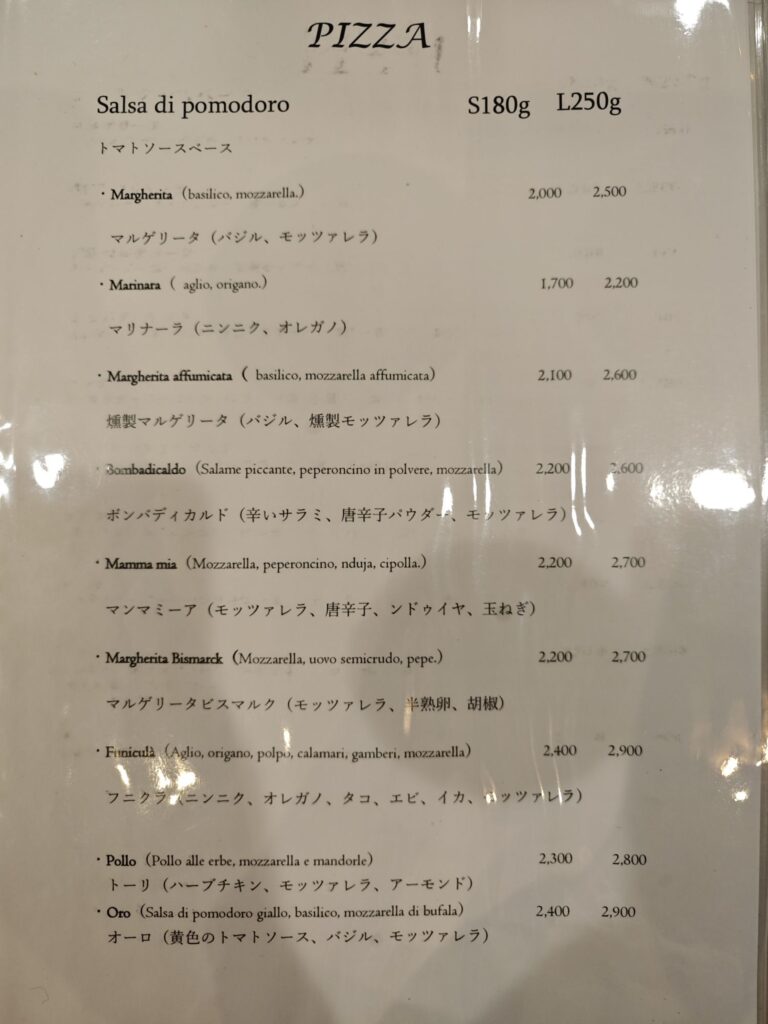 PIZZA
Salsa di pomodoro S180g L250g
トマトソースベース
・Margherita (basilico, mozzarella.) 2,000 2,500
マルゲリータ（バジル、モッツァレラ）
・Marinara ( aglio, origano.) 1,700 2,200
マリナーラ（ニンニク、オレガノ）
・Margherita affumicata ( basilico, mozzarella affumicata) 2,100 2,600
燻製マルゲリータ（バジル、燻製モッツァレラ）
・Bombadicaldo (Salame piccante, peperoncino in polvere, mozzarella) 2,200 2,600
ボンバディカルド（辛いサラミ、唐辛子パウダー、モッツァレラ）
・Mamma mia (Mozzarella, peperoncino, nduja, cipolla.) 2,200 2,700
マンマミーア（モッツァレラ、唐辛子、ンドゥイヤ、玉ねぎ）
・Margherita Bismarck (Mozzarella, uovo semicrudo, pepe.) 2,200 2,700
マルゲリータビスマルク（モッツァレラ、半熟卵、胡椒）
・Funiculà (Aglio, origano, polpo, calamari, gamberi, mozzarella) 2,400 2,900
フニクラ（ニンニク、オレガノ、タコ、エビ、イカ、モッツァレラ）
・Pollo (Pollo alle erbe, mozzarella e mandorle) 2,300 2,800
トーリ（ハーブチキン、モッツァレラ、アーモンド）
・Oro (Salsa di pomodoro giallo, basilico, mozzarella di bufala) 2,400 2,900
オーロ（黄色のトマトソース、バジル、モッツァレラ）